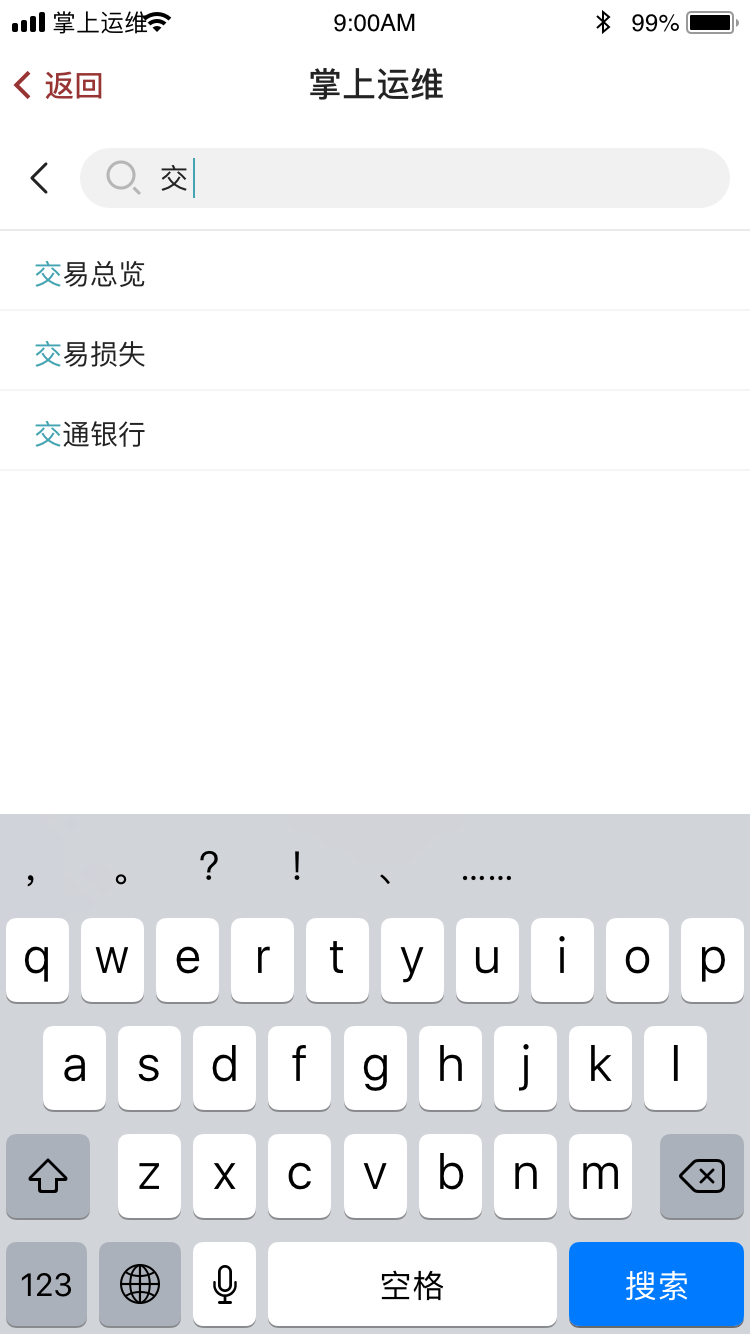 掌上运维 9:00AM 99%
返回 掌上运维
交
交易总览
交易损失
交通银行
， 。 ？ ！ 、 ……
q w e r t y u i o p
a s d f g h j k l
z x c v b n m
123 空格 搜索